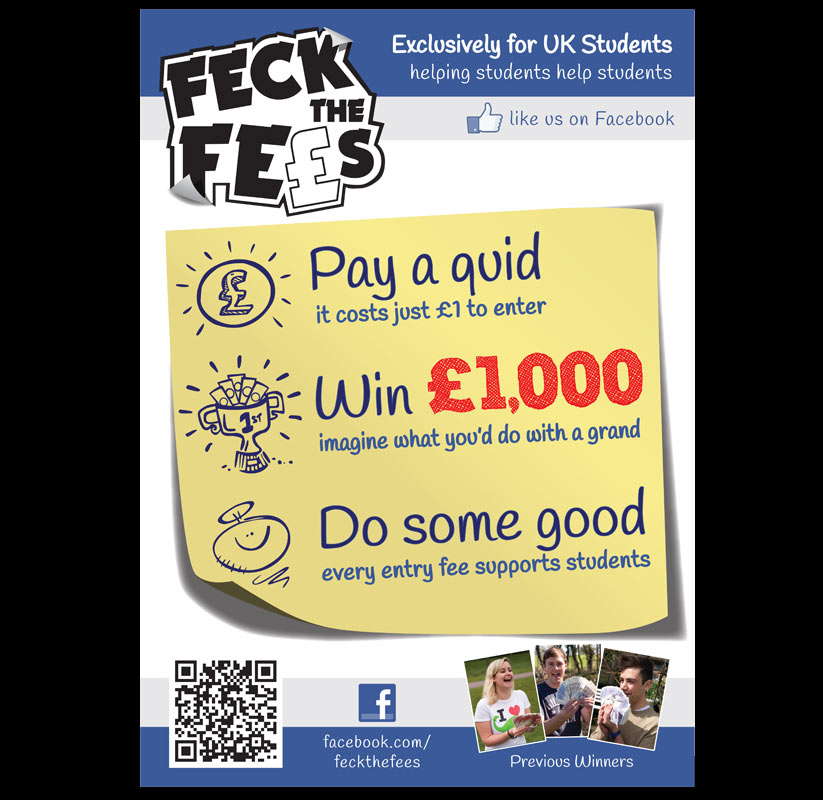 FECK
THE
FE£S
Exclusively for UK Students
helping students help students
like us on Facebook
£
Pay a quid
it costs just £1 to enter
1ST
Win £1,000
imagine what you'd do with a grand
Do some good
every entry fee supports students
f
facebook.com/
feckthefees
I
Previous Winners